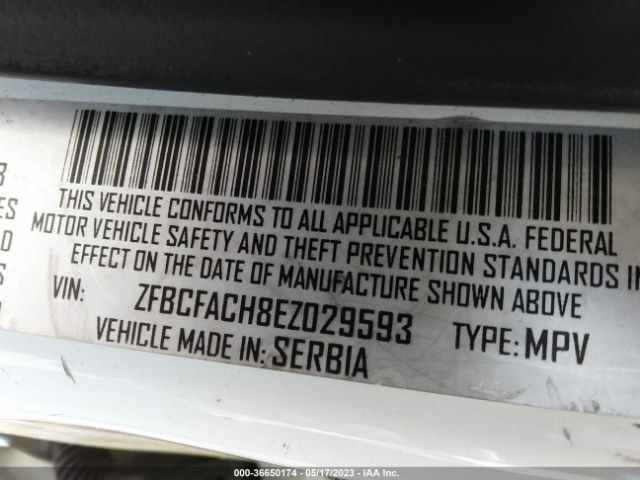 THIS VEHICLE CONFORMS TO ALL APPLICABLE U.S.A. FEDERAL
MOTOR VEHICLE SAFETY AND THEFT PREVENTION STANDARDS IN
EFFECT ON THE DATE OF MANUFACTURE SHOWN ABOVE
VIN: ZFBCFACH8EZ029593
VEHICLE MADE IN: SERBIA TYPE: MPV
000-36650174 — 05/17/2023 — IAA Inc.